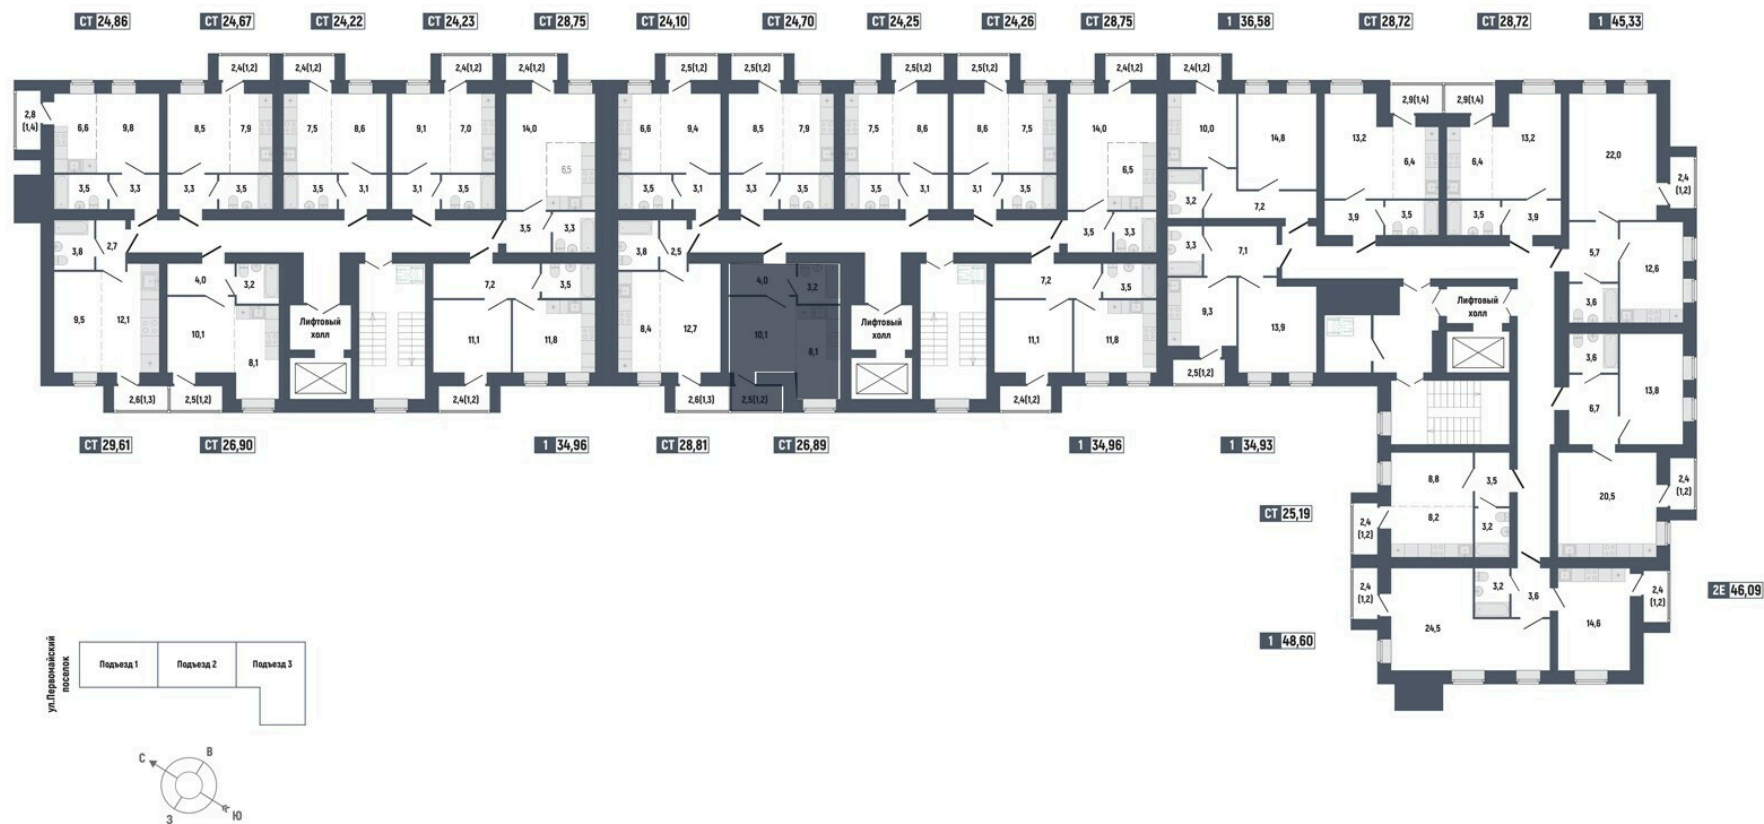 СТ 24,86 СТ 24,67 СТ 24,22 СТ 24,23 СТ 28,75 СТ 24,10 СТ 24,70 СТ 24,25 СТ 24,26 СТ 28,75 1 36,58 СТ 28,72 СТ 28,72 1 45,33
2,4(1,2) 2,4(1,2) 2,4(1,2) 2,4(1,2) 2,5(1,2) 2,5(1,2) 2,5(1,2) 2,5(1,2) 2,4(1,2) 2,4(1,2)
2,9(1,4) 2,9(1,4)
2,8
(1,4)
6,6 9,8 8,5 7,9 7,5 8,6 9,1 7,0 14,0 6,6 9,4 8,5 7,9 7,5 8,6 8,6 7,5 14,0 10,0 14,8 13,2 13,2
6,5 6,5 6,4 6,4 22,0
2,4
(1,2)
3,5 3,3 3,3 3,5 3,5 3,1 3,1 3,5 3,5 3,1 3,3 3,5 3,5 3,1 3,1 3,5 3,2 7,2 3,9 3,5 3,5 3,9
3,5 3,3 3,5 3,3
3,8 2,7 3,8 2,5 3,3 7,1 5,7 12,6
4,0 3,2 7,2 3,5 4,0 3,2 7,2 3,5 3,6
Лифтовый
холл
Лифтовый
холл
Лифтовый
холл
9,5 12,1 10,1 8,1 11,1 11,8 8,4 12,7 10,1 8,1 11,1 11,8 9,3 13,9 3,6 13,8
2,5(1,2)
2,6(1,3) 2,5(1,2) 2,4(1,2) 2,6(1,3) 2,5(1,2) 2,4(1,2) 6,7
СТ 29,61 СТ 26,90 1 34,96 СТ 28,81 СТ 26,89 1 34,96 1 34,93
8,8 3,5 20,5
2,4
(1,2)
СТ 25,19
2,4
(1,2)
8,2 3,2
2,4
(1,2)
3,2 3,6
2,4
(1,2)
2Е 46,09
24,5 14,6
1 48,60
ул.Первомайский
поселок
Подъезд 1 Подъезд 2 Подъезд 3
С В
З Ю